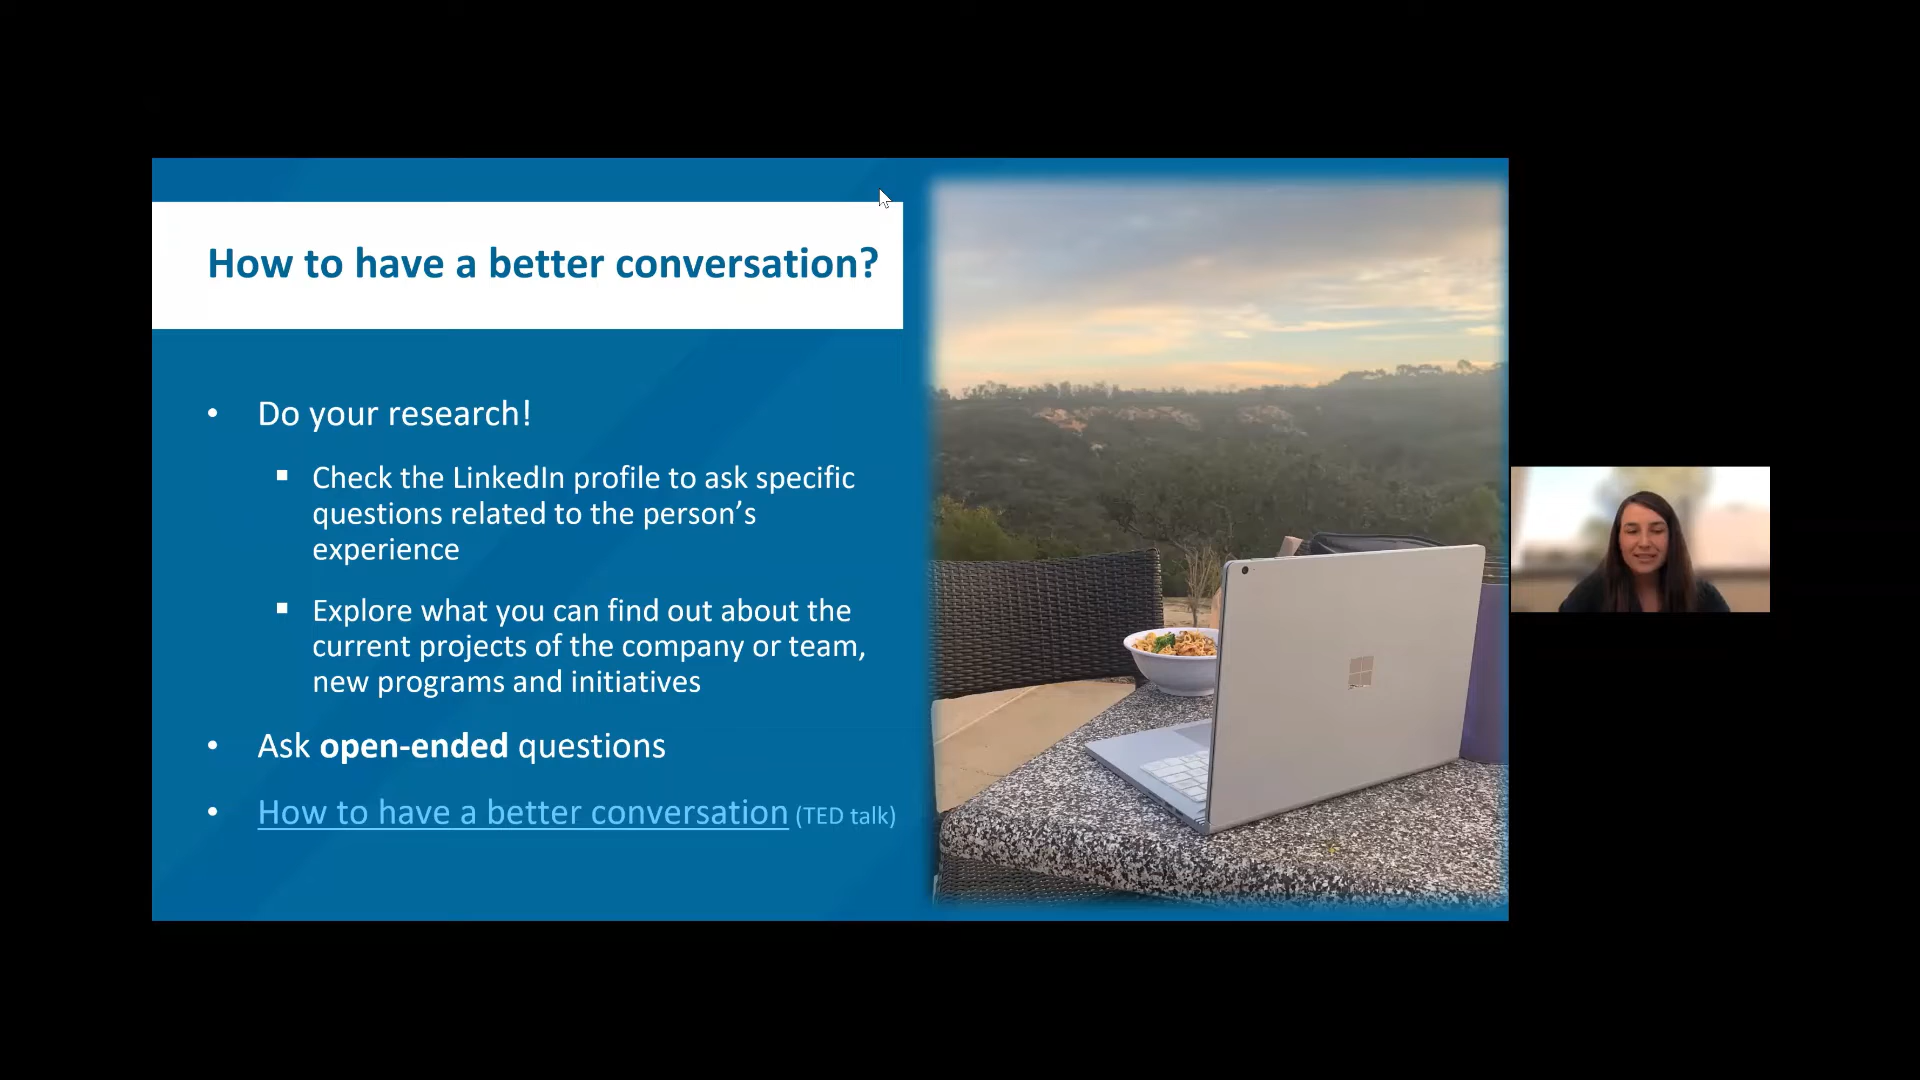 How to have a better conversation?
• Do your research!
▪ Check the LinkedIn profile to ask specific
questions related to the person’s
experience
▪ Explore what you can find out about the
current projects of the company or team,
new programs and initiatives
• Ask open-ended questions
• How to have a better conversation (TED talk)